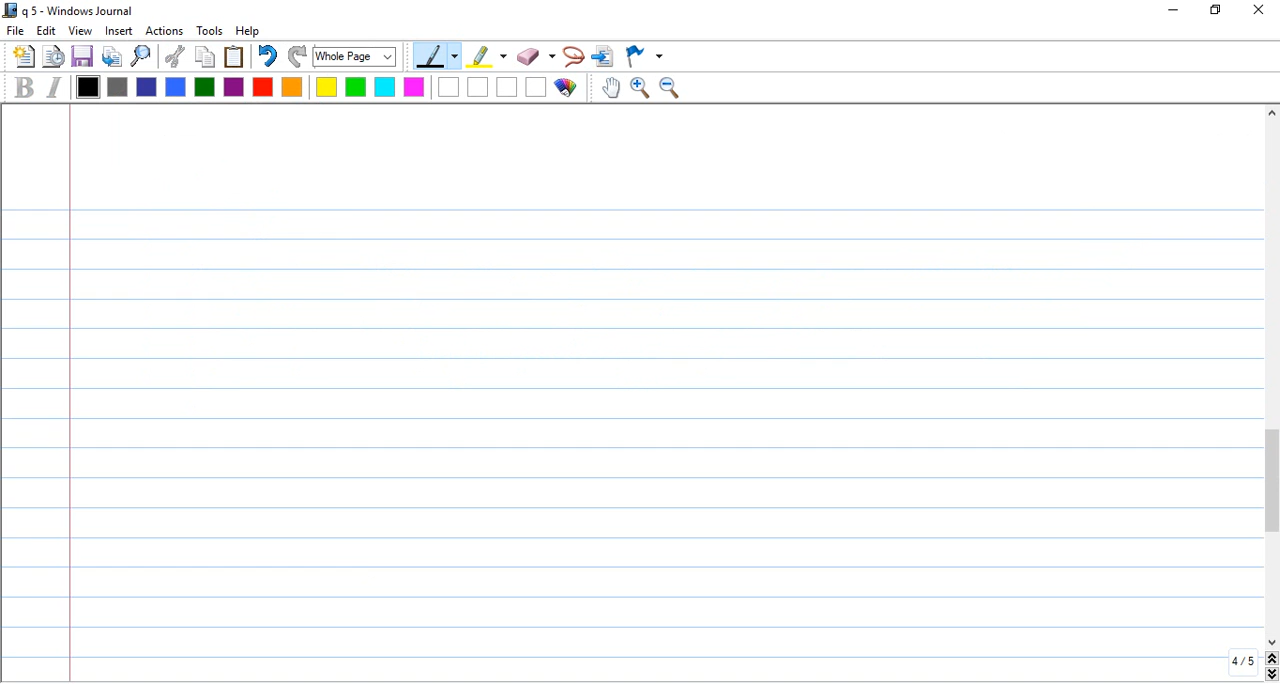 q 5 - Windows Journal
File Edit View Insert Actions Tools Help
Whole Page
B I
4 / 5